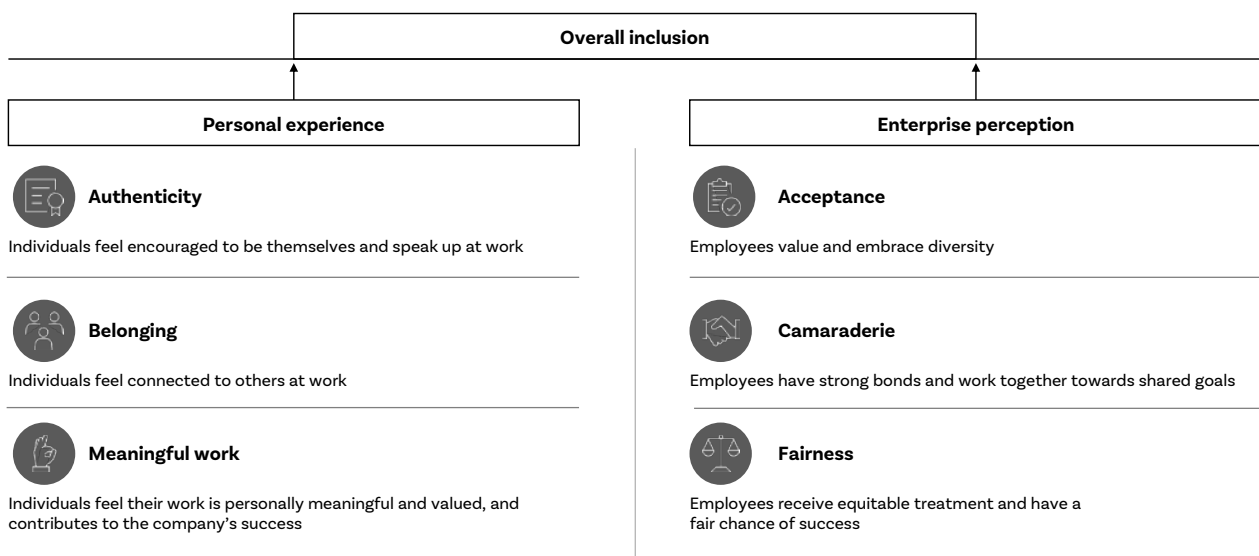 Overall inclusion
Personal experience
Authenticity
Individuals feel encouraged to be themselves and speak up at work
Belonging
Individuals feel connected to others at work
Meaningful work
Individuals feel their work is personally meaningful and valued, and
contributes to the company’s success
Enterprise perception
Acceptance
Employees value and embrace diversity
Camaraderie
Employees have strong bonds and work together towards shared goals
Fairness
Employees receive equitable treatment and have a
fair chance of success